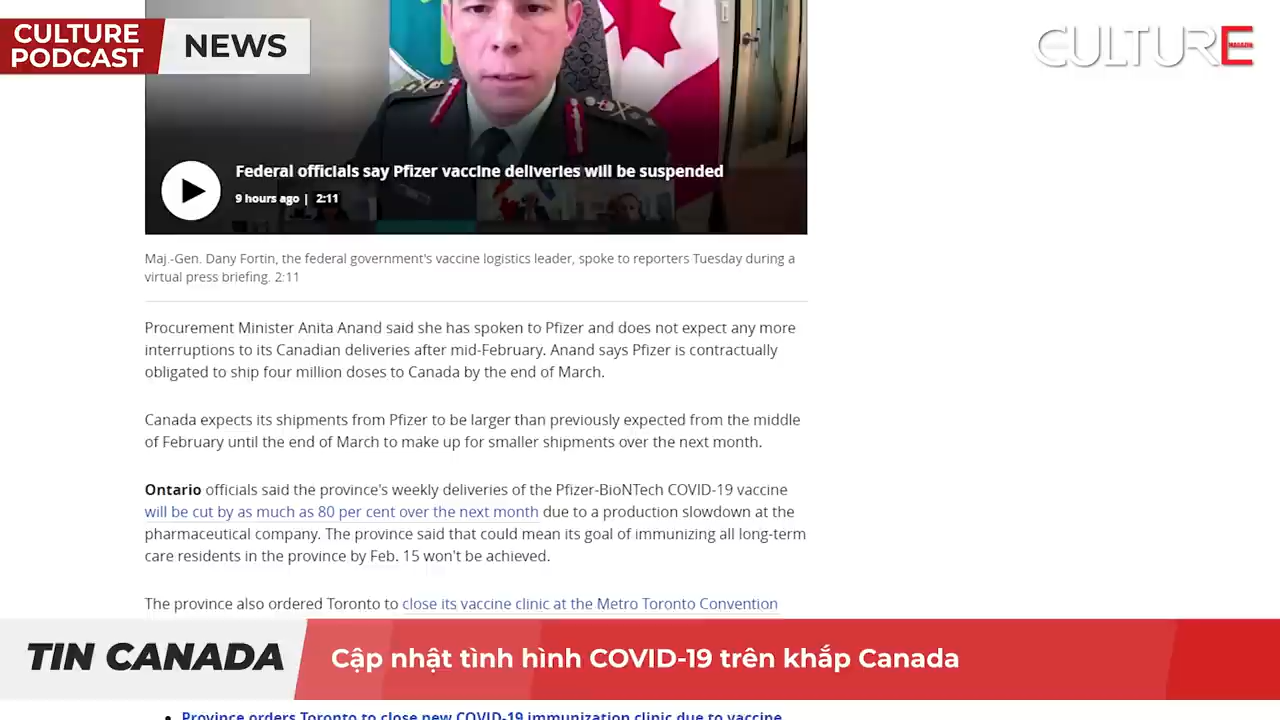 CULTURE
PODCAST
NEWS
CULTURE
MAGAZIN
Federal officials say Pfizer vaccine deliveries will be suspended
9 hours ago | 2:11
Maj.-Gen. Dany Fortin, the federal government's vaccine logistics leader, spoke to reporters Tuesday during a
virtual press briefing. 2:11
Procurement Minister Anita Anand said she has spoken to Pfizer and does not expect any more
interruptions to its Canadian deliveries after mid-February. Anand says Pfizer is contractually
obligated to ship four million doses to Canada by the end of March.
Canada expects its shipments from Pfizer to be larger than previously expected from the middle
of February until the end of March to make up for smaller shipments over the next month.
Ontario officials said the province's weekly deliveries of the Pfizer-BioNTech COVID-19 vaccine
will be cut by as much as 80 per cent over the next month due to a production slowdown at the
pharmaceutical company. The province said that could mean its goal of immunizing all long-term
care residents in the province by Feb. 15 won't be achieved.
The province also ordered Toronto to close its vaccine clinic at the Metro Toronto Convention
TIN CANADA
Cập nhật tình hình COVID-19 trên khắp Canada
• Province orders Toronto to close new COVID-19 immunization clinic due to vaccine